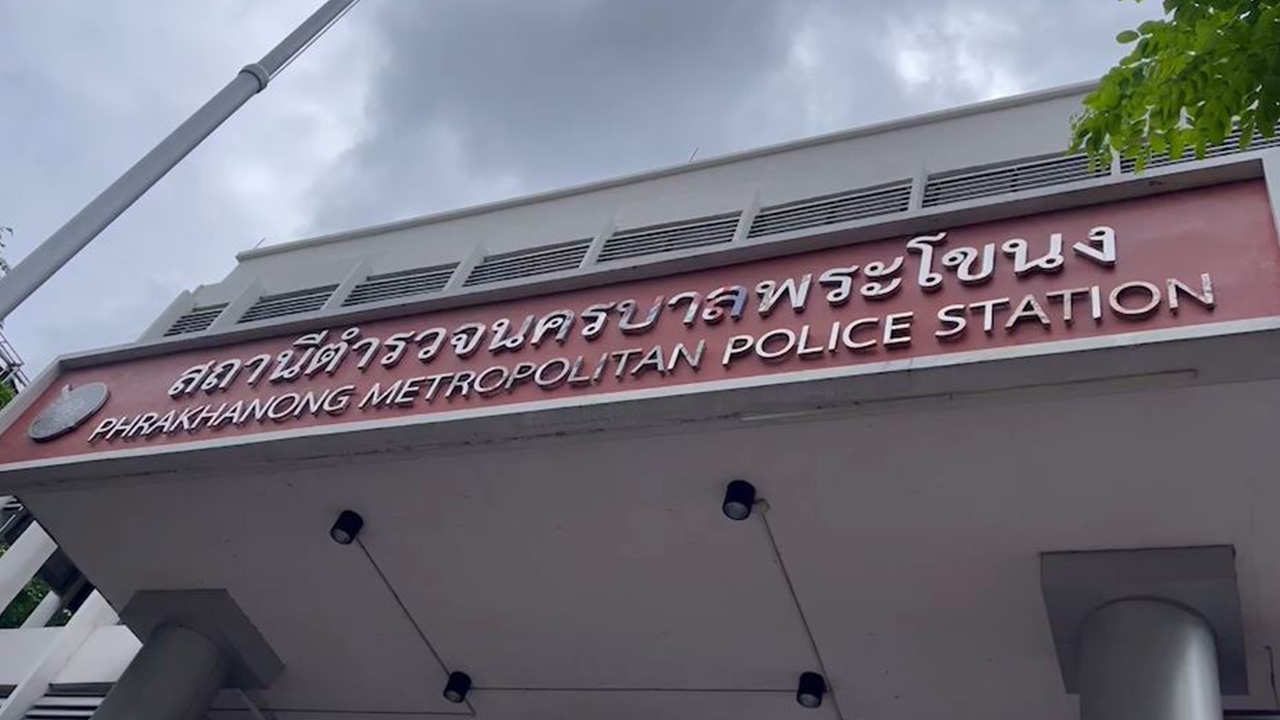 สถานีตำรวจนครบาลพระโขนง
PHRAKHANONG METROPOLITAN POLICE STATION